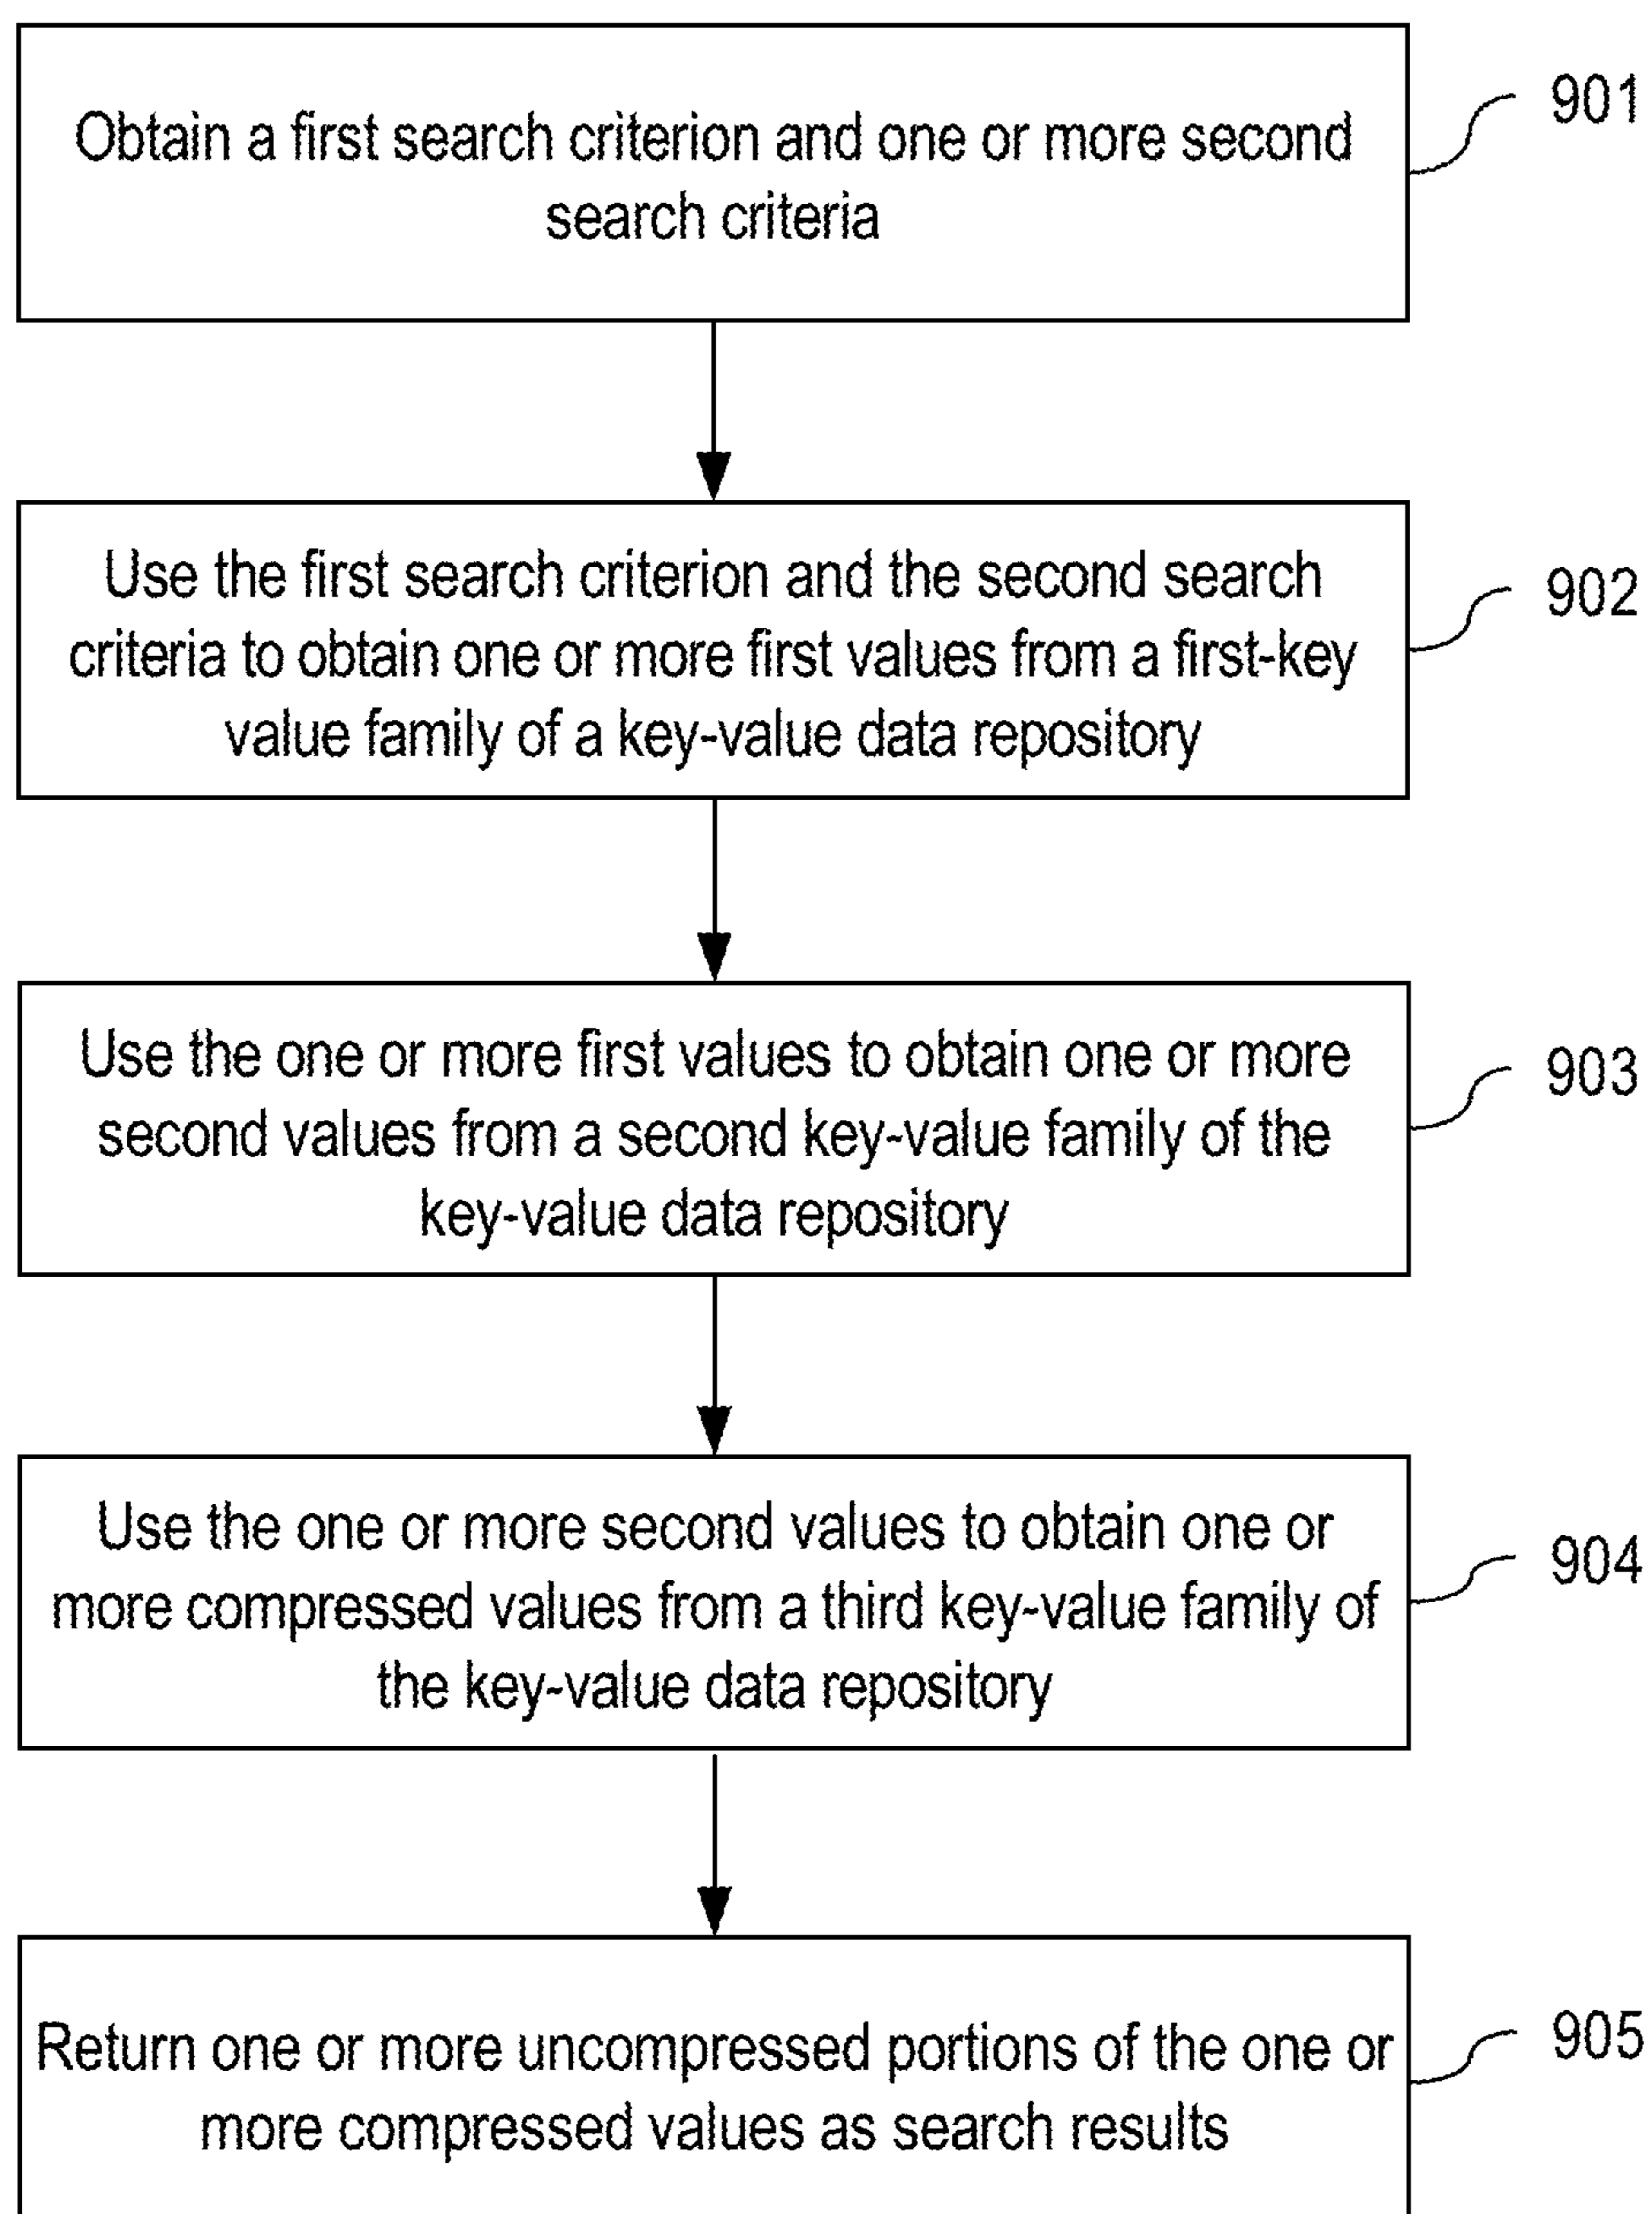 Obtain a first search criterion and one or more second
search criteria
901
Use the first search criterion and the second search
criteria to obtain one or more first values from a first-key
value family of a key-value data repository
902
Use the one or more first values to obtain one or more
second values from a second key-value family of the
key-value data repository
903
Use the one or more second values to obtain one or
more compressed values from a third key-value family of
the key-value data repository
904
Return one or more uncompressed portions of the one or
more compressed values as search results
905